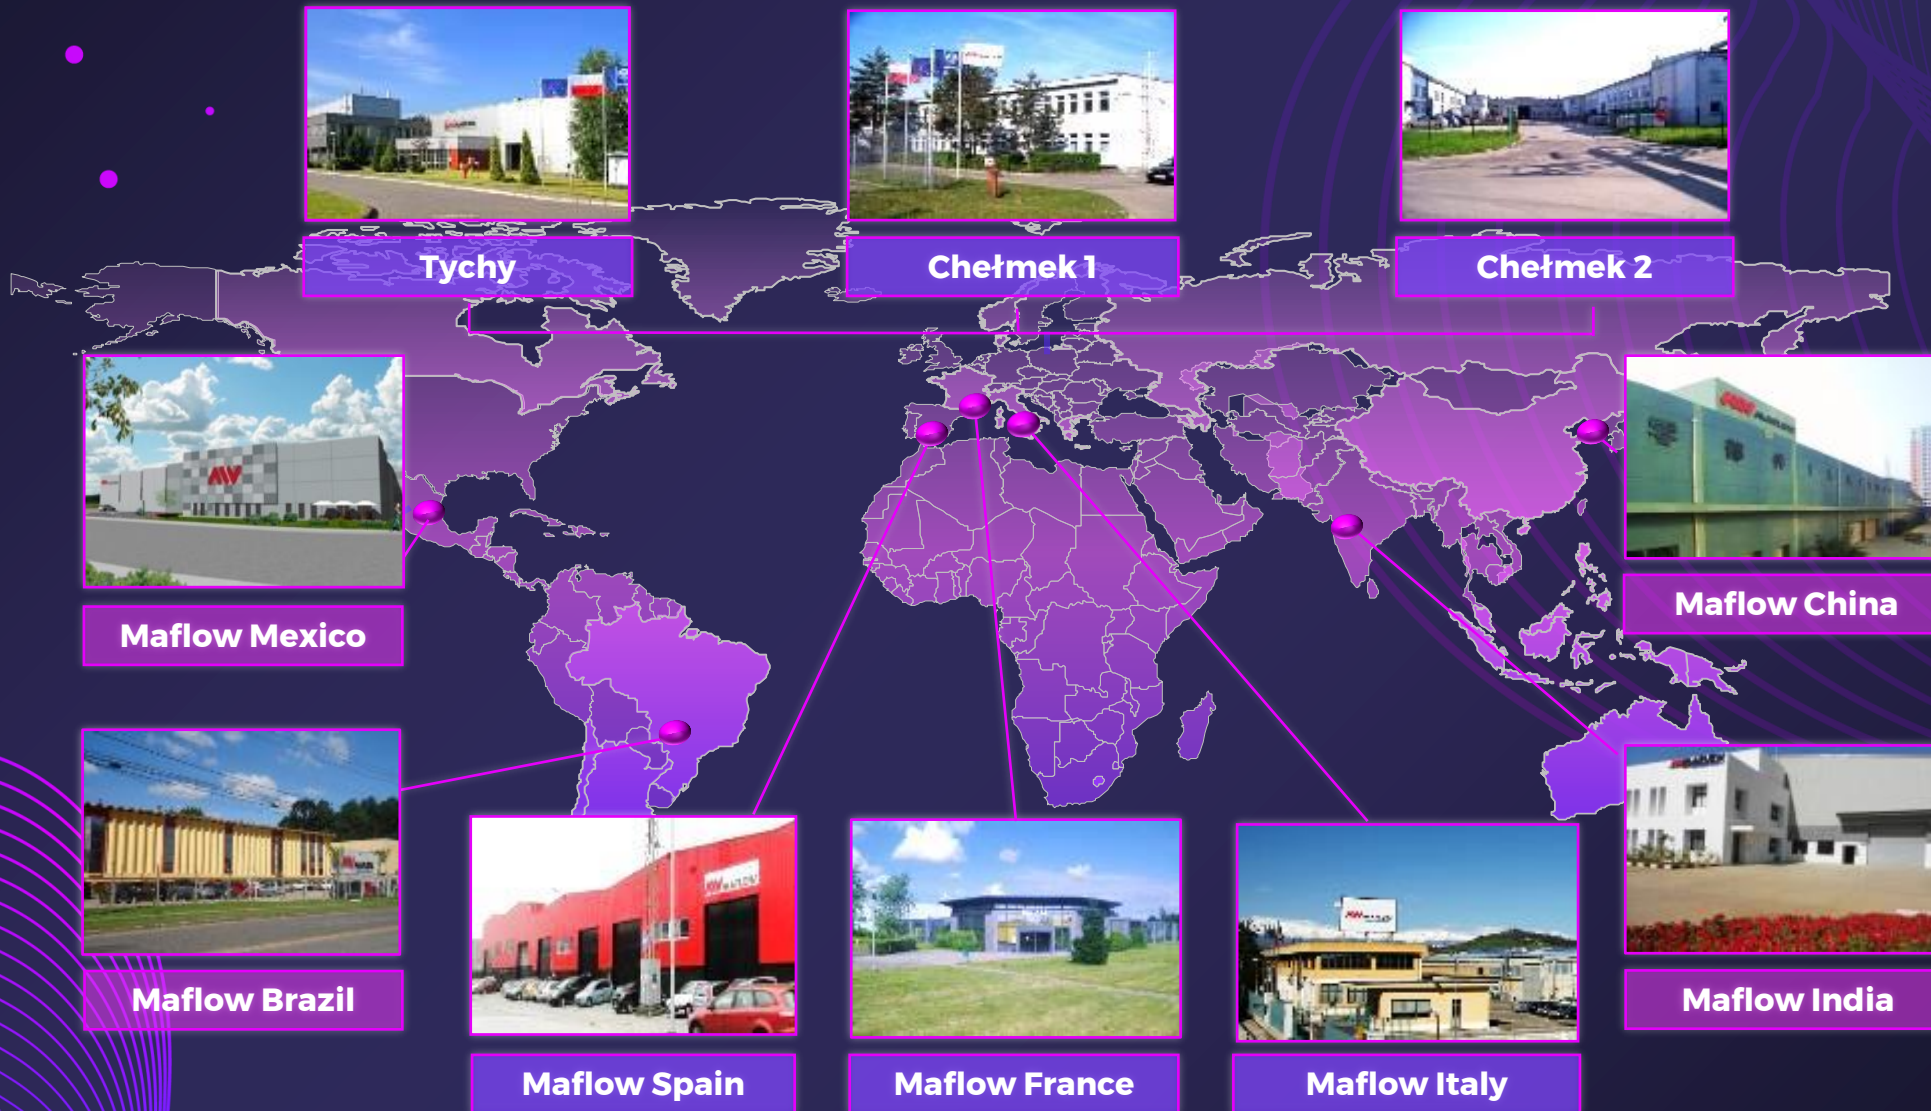 Tychy
Chełmek 1
Chełmek 2
Maflow Mexico
Maflow China
Maflow Brazil
Maflow India
Maflow Spain
Maflow France
Maflow Italy